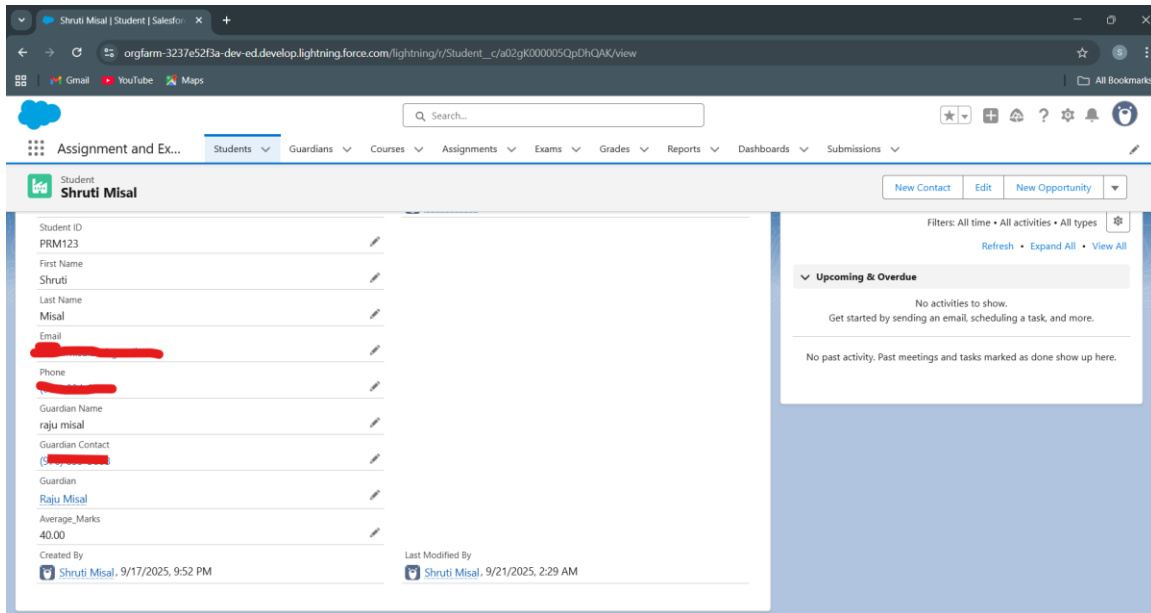 Shruti Misal | Student | Salesfor
orgfarm-3237e52f3a-dev-ed.develop.lightning.force.com/lightning/r/Student__c/a02gK000005QpDhQAK/view
S
Gmail YouTube Maps All Bookmarks
Search...
Assignment and Ex... Students Guardians Courses Assignments Exams Grades Reports Dashboards Submissions
Student
Shruti Misal
New Contact Edit New Opportunity
Filters: All time • All activities • All types
Refresh • Expand All • View All
Upcoming & Overdue
No activities to show.
Get started by sending an email, scheduling a task, and more.
No past activity. Past meetings and tasks marked as done show up here.
Student ID
PRM123
First Name
Shruti
Last Name
Misal
Email
Phone
Guardian Name
raju misal
Guardian Contact
Guardian
Raju Misal
Average_Marks
40.00
Created By
Shruti Misal, 9/17/2025, 9:52 PM
Last Modified By
Shruti Misal, 9/21/2025, 2:29 AM